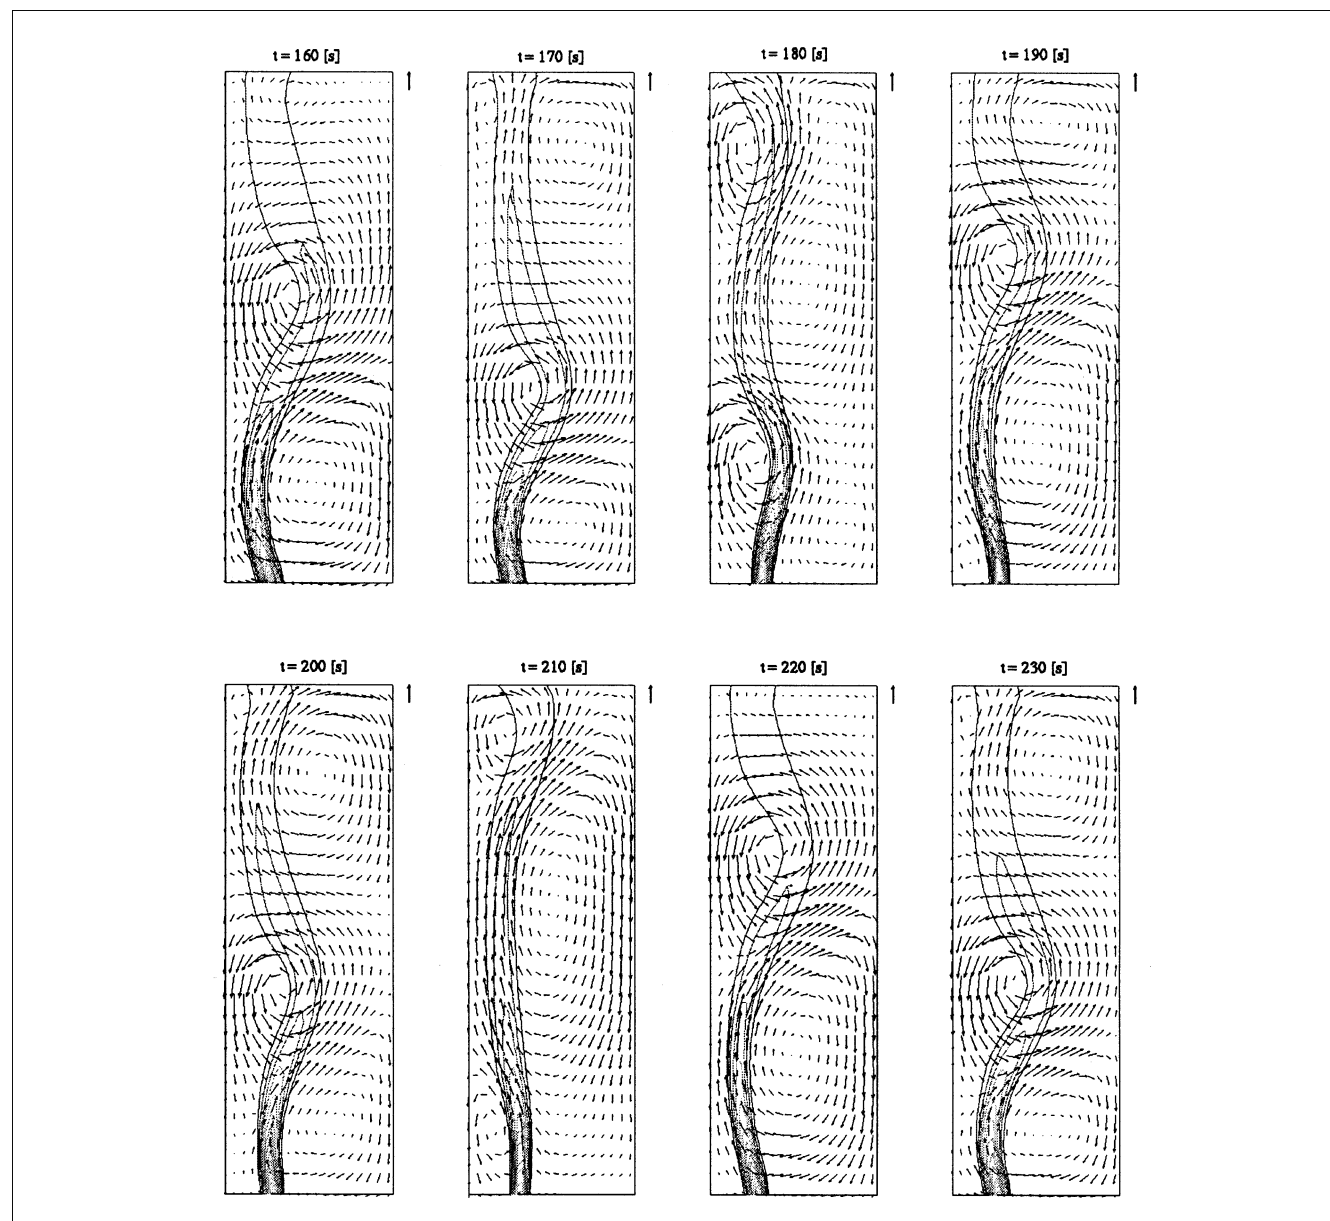 t = 160 [s]
t = 170 [s]
t = 180 [s]
t = 190 [s]
t = 200 [s]
t = 210 [s]
t = 220 [s]
t = 230 [s]